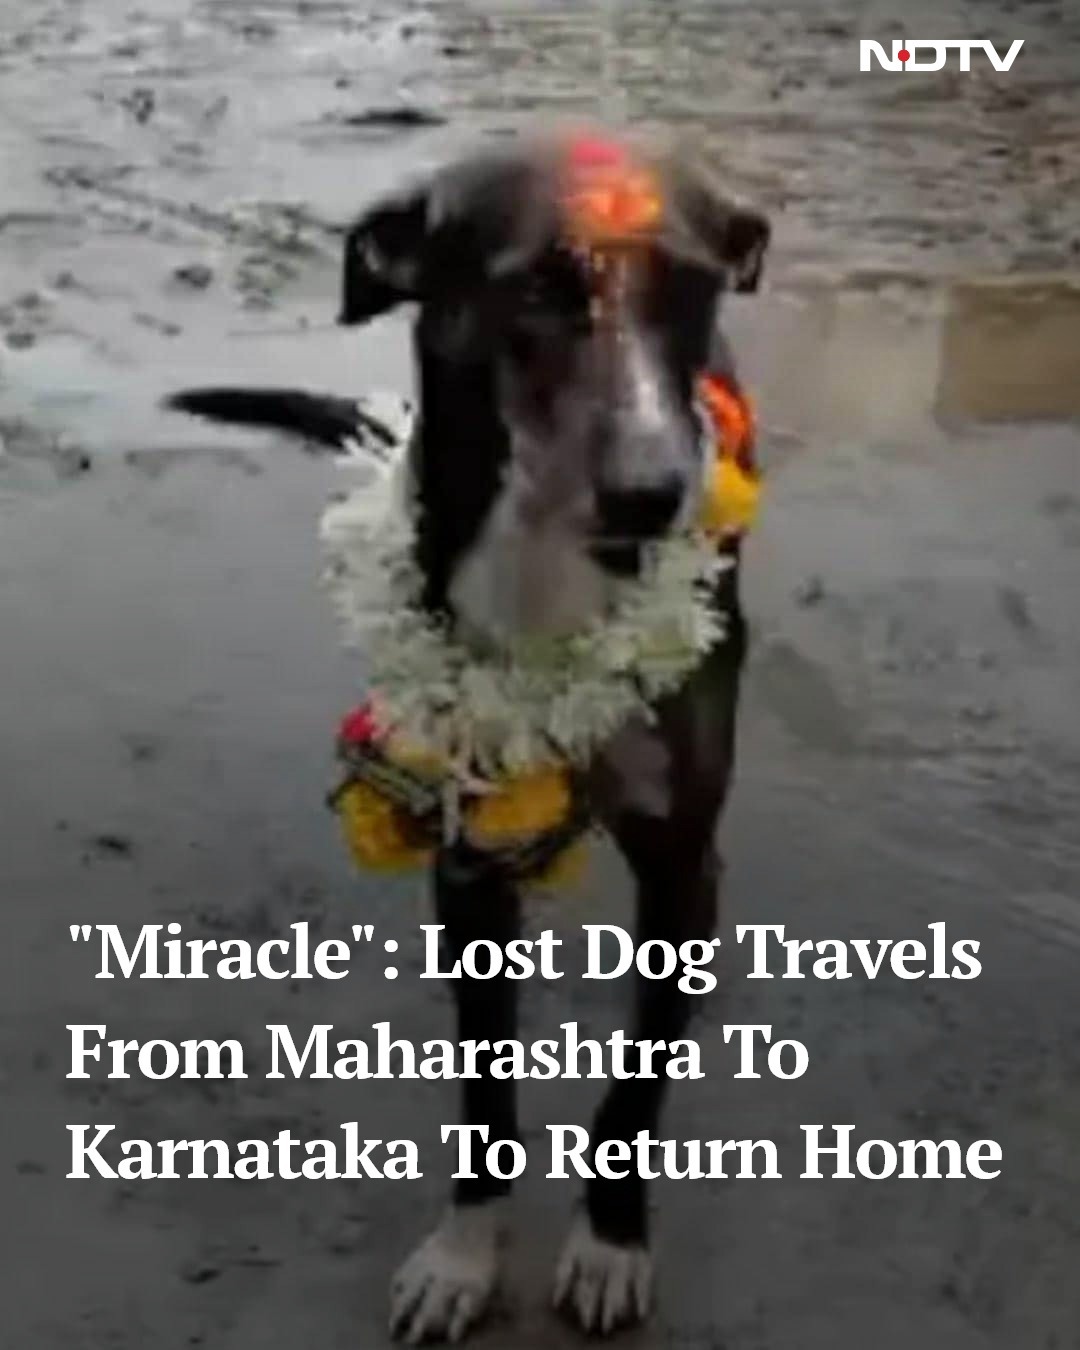 NDTV
"Miracle": Lost Dog Travels
From Maharashtra To
Karnataka To Return Home